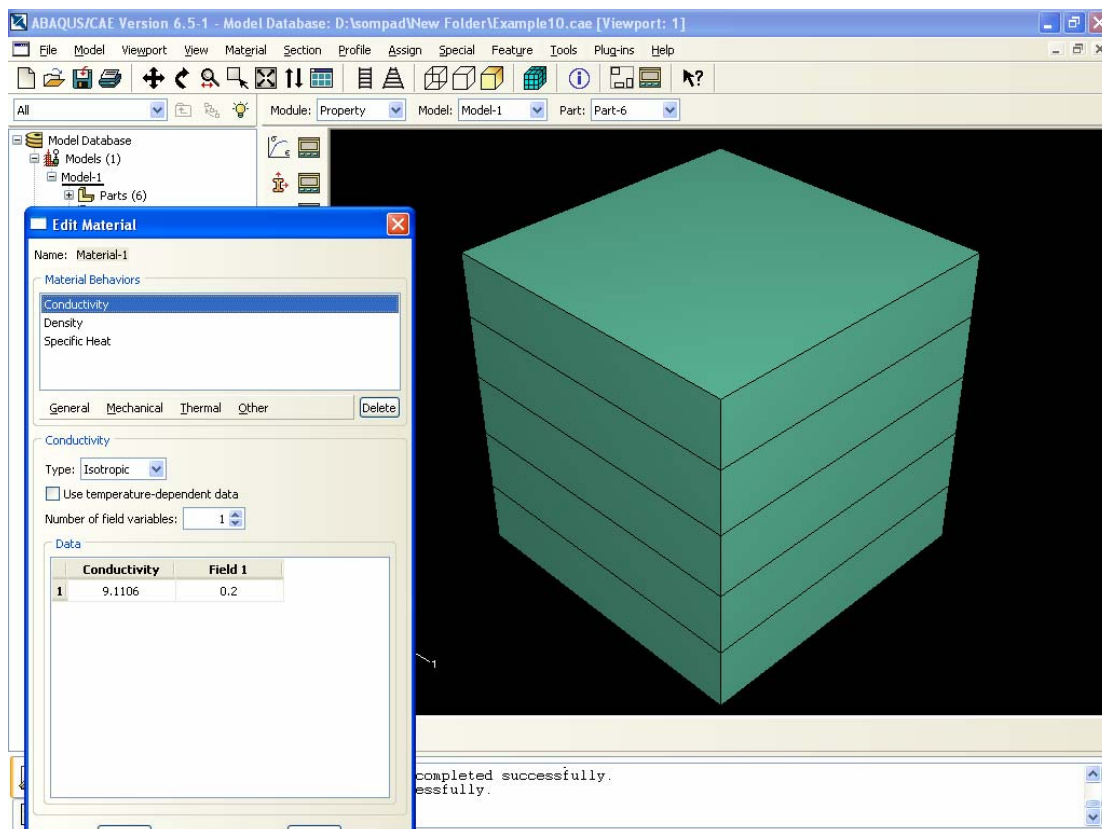 ABAQUS/CAE Version 6.5-1 - Model Database: D:\sompad\New Folder\Example10.cae [Viewport: 1]
File Model Viewport View Material Section Profile Assign Special Feature Tools Plug-ins Help
All Module: Property Model: Model-1 Part: Part-6
Model Database
Models (1)
Model-1
Parts (6)
Edit Material
Name: Material-1
Material Behaviors
Conductivity
Density
Specific Heat
General Mechanical Thermal Other Delete
Conductivity
Type: Isotropic
Use temperature-dependent data
Number of field variables: 1
Data
Conductivity Field 1
1 9.1106 0.2
1
completed successfully.
essfully.